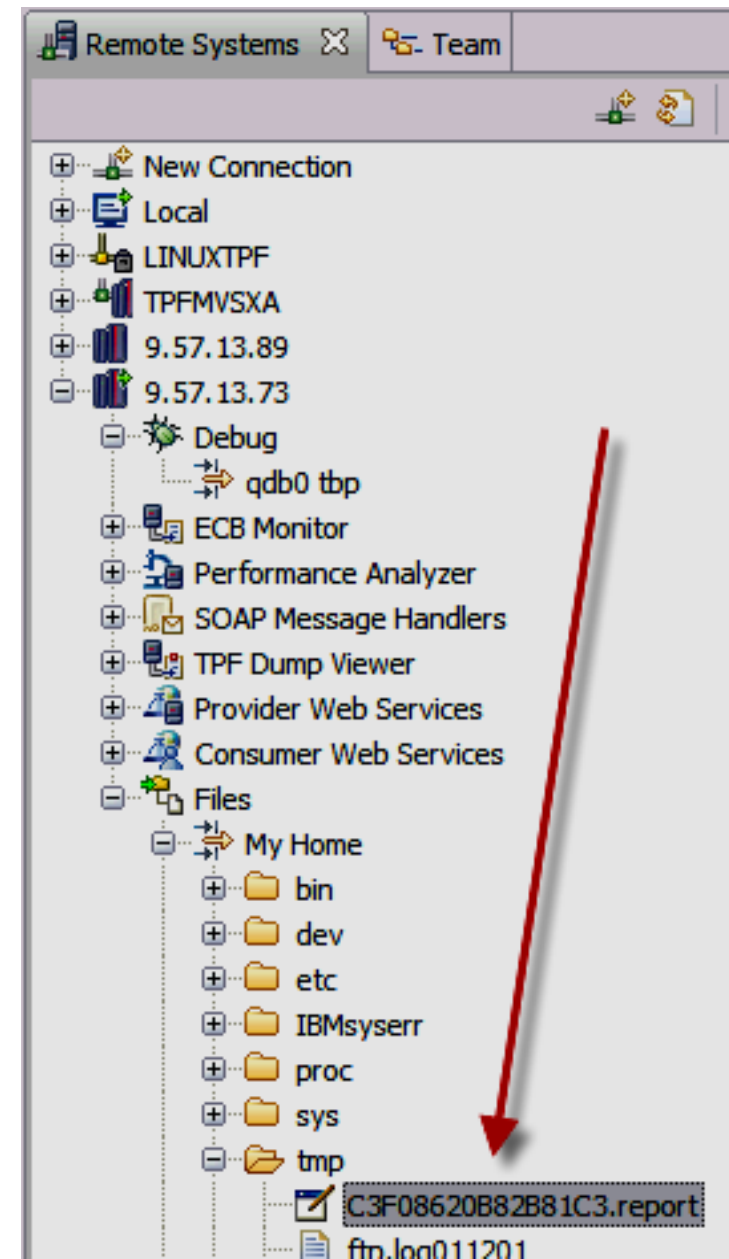 Remote Systems Team
New Connection
Local
LINUXTPF
TPFMVSXA
9.57.13.89
9.57.13.73
Debug
qdb0 tbp
ECB Monitor
Performance Analyzer
SOAP Message Handlers
TPF Dump Viewer
Provider Web Services
Consumer Web Services
Files
My Home
bin
dev
etc
IBMsyserr
proc
sys
tmp
C3F08620B82B81C3.report
ftp.log011201